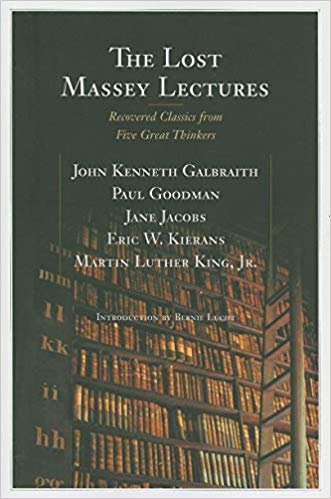 The Lost
Massey Lectures
Recovered Classics from
Five Great Thinkers
John Kenneth Galbraith
Paul Goodman
Jane Jacobs
Eric W. Kierans
Martin Luther King, Jr.
Introduction by Bernie Lucht
hh
ii
kk
ll